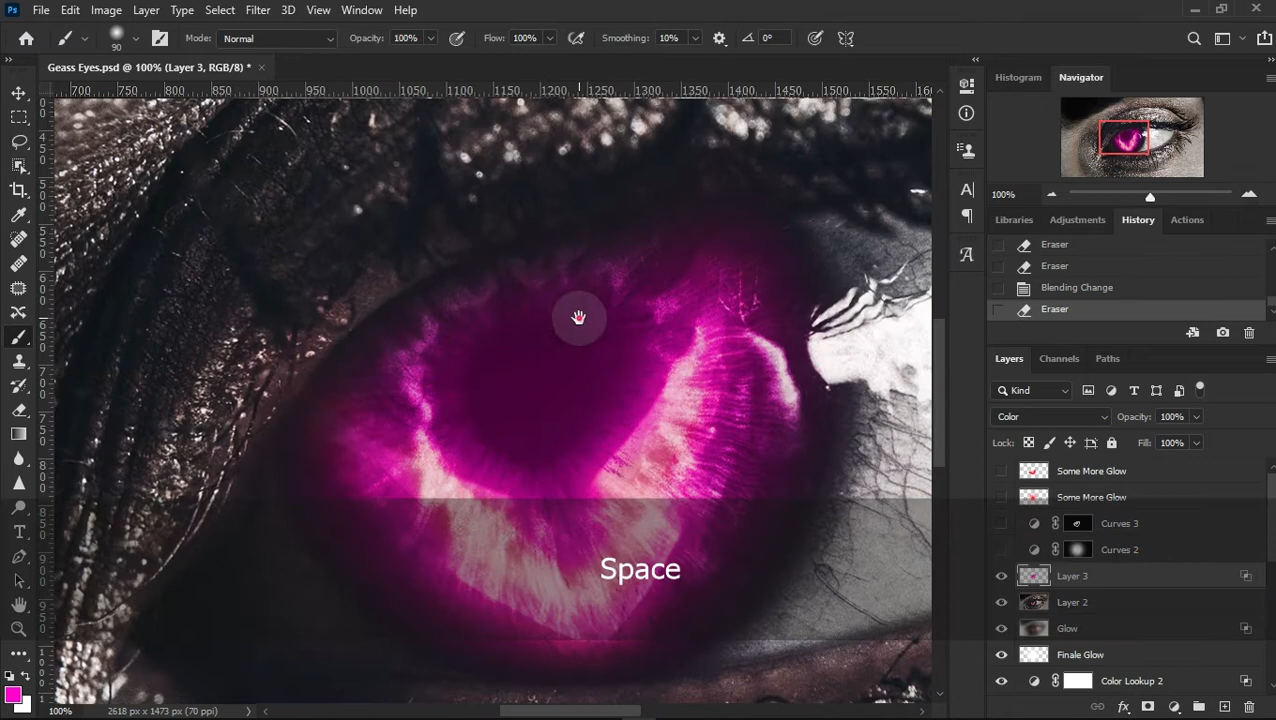 Ps File Edit Image Layer Type Select Filter 3D View Window Help
90 Mode: Normal Opacity: 100% Flow: 100% Smoothing: 10% 0°
Geass Eyes.psd @ 100% (Layer 3, RGB/8) *
700 750 800 850 900 950 1000 1050 1100 1150 1200 1250 1300 1350 1400 1450 1500 1550
Histogram Navigator
100%
Libraries Adjustments History Actions
Eraser
Eraser
Blending Change
Eraser
Layers Channels Paths
Kind
Color Opacity: 100%
Lock: Fill: 100%
Some More Glow
Some More Glow
Curves 3
Curves 2
Layer 3
Layer 2
Glow
Finale Glow
Color Lookup 2
Space
100% 2618 px x 1473 px (70 ppi)